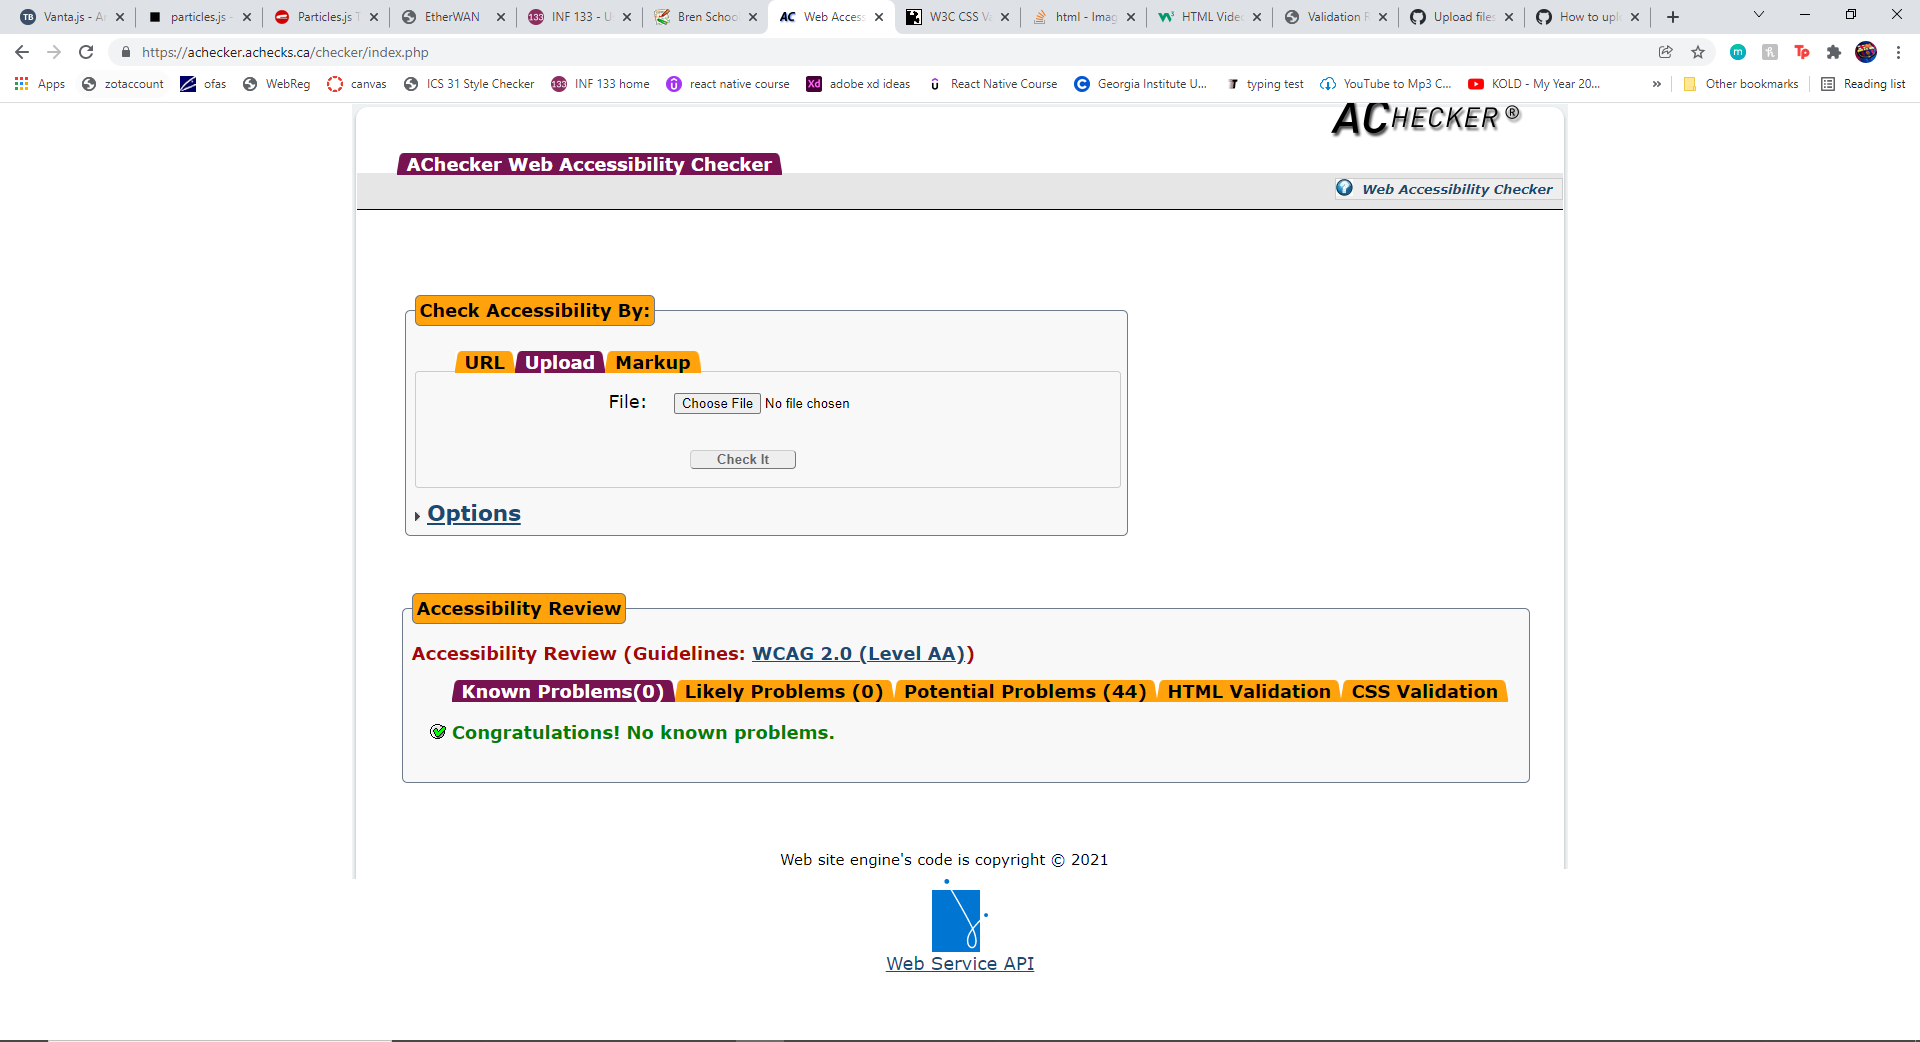 Vanta.js - A
particles.js -
Particles.js T
EtherWAN
INF 133 - U
Bren School
Web Access
W3C CSS Va
html - Imag
HTML Video
Validation R
Upload files
How to uplo
https://achecker.achecks.ca/checker/index.php
Apps
zotaccount
ofas
WebReg
canvas
ICS 31 Style Checker
INF 133 home
react native course
adobe xd ideas
React Native Course
Georgia Institute U...
typing test
YouTube to Mp3 C...
KOLD - My Year 20...
»
Other bookmarks
Reading list
ACHECKER ®
AChecker Web Accessibility Checker
Web Accessibility Checker
Check Accessibility By:
URL Upload Markup
File: Choose File No file chosen
Check It
Options
Accessibility Review
Accessibility Review (Guidelines: WCAG 2.0 (Level AA))
Known Problems(0) Likely Problems (0) Potential Problems (44) HTML Validation CSS Validation
Congratulations! No known problems.
Web site engine's code is copyright © 2021
Web Service API